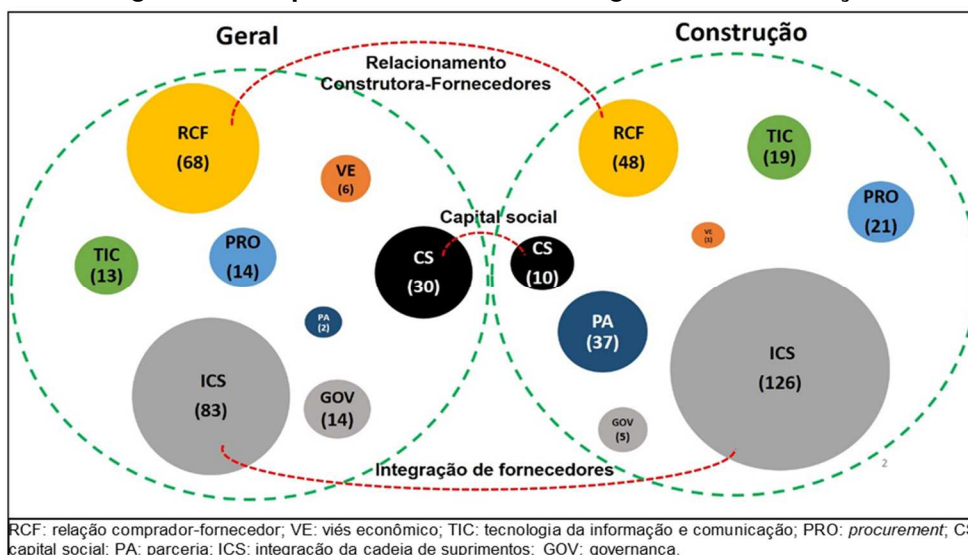 Geral
Construção
Relacionamento
Construtora-Fornecedores
RCF
(68)
VE
(6)
TIC
(13)
PRO
(14)
Capital social
CS
(30)
PA
(2)
ICS
(83)
GOV
(14)
RCF
(48)
TIC
(19)
PRO
(21)
VE
CS
(10)
PA
(37)
ICS
(126)
GOV
(5)
Integração de fornecedores
2
RCF: relação comprador-fornecedor; VE: viés econômico; TIC: tecnologia da informação e comunicação; PRO: procurement; CS
capital social; PA: parceria; ICS: integração da cadeia de suprimentos; GOV: governança.